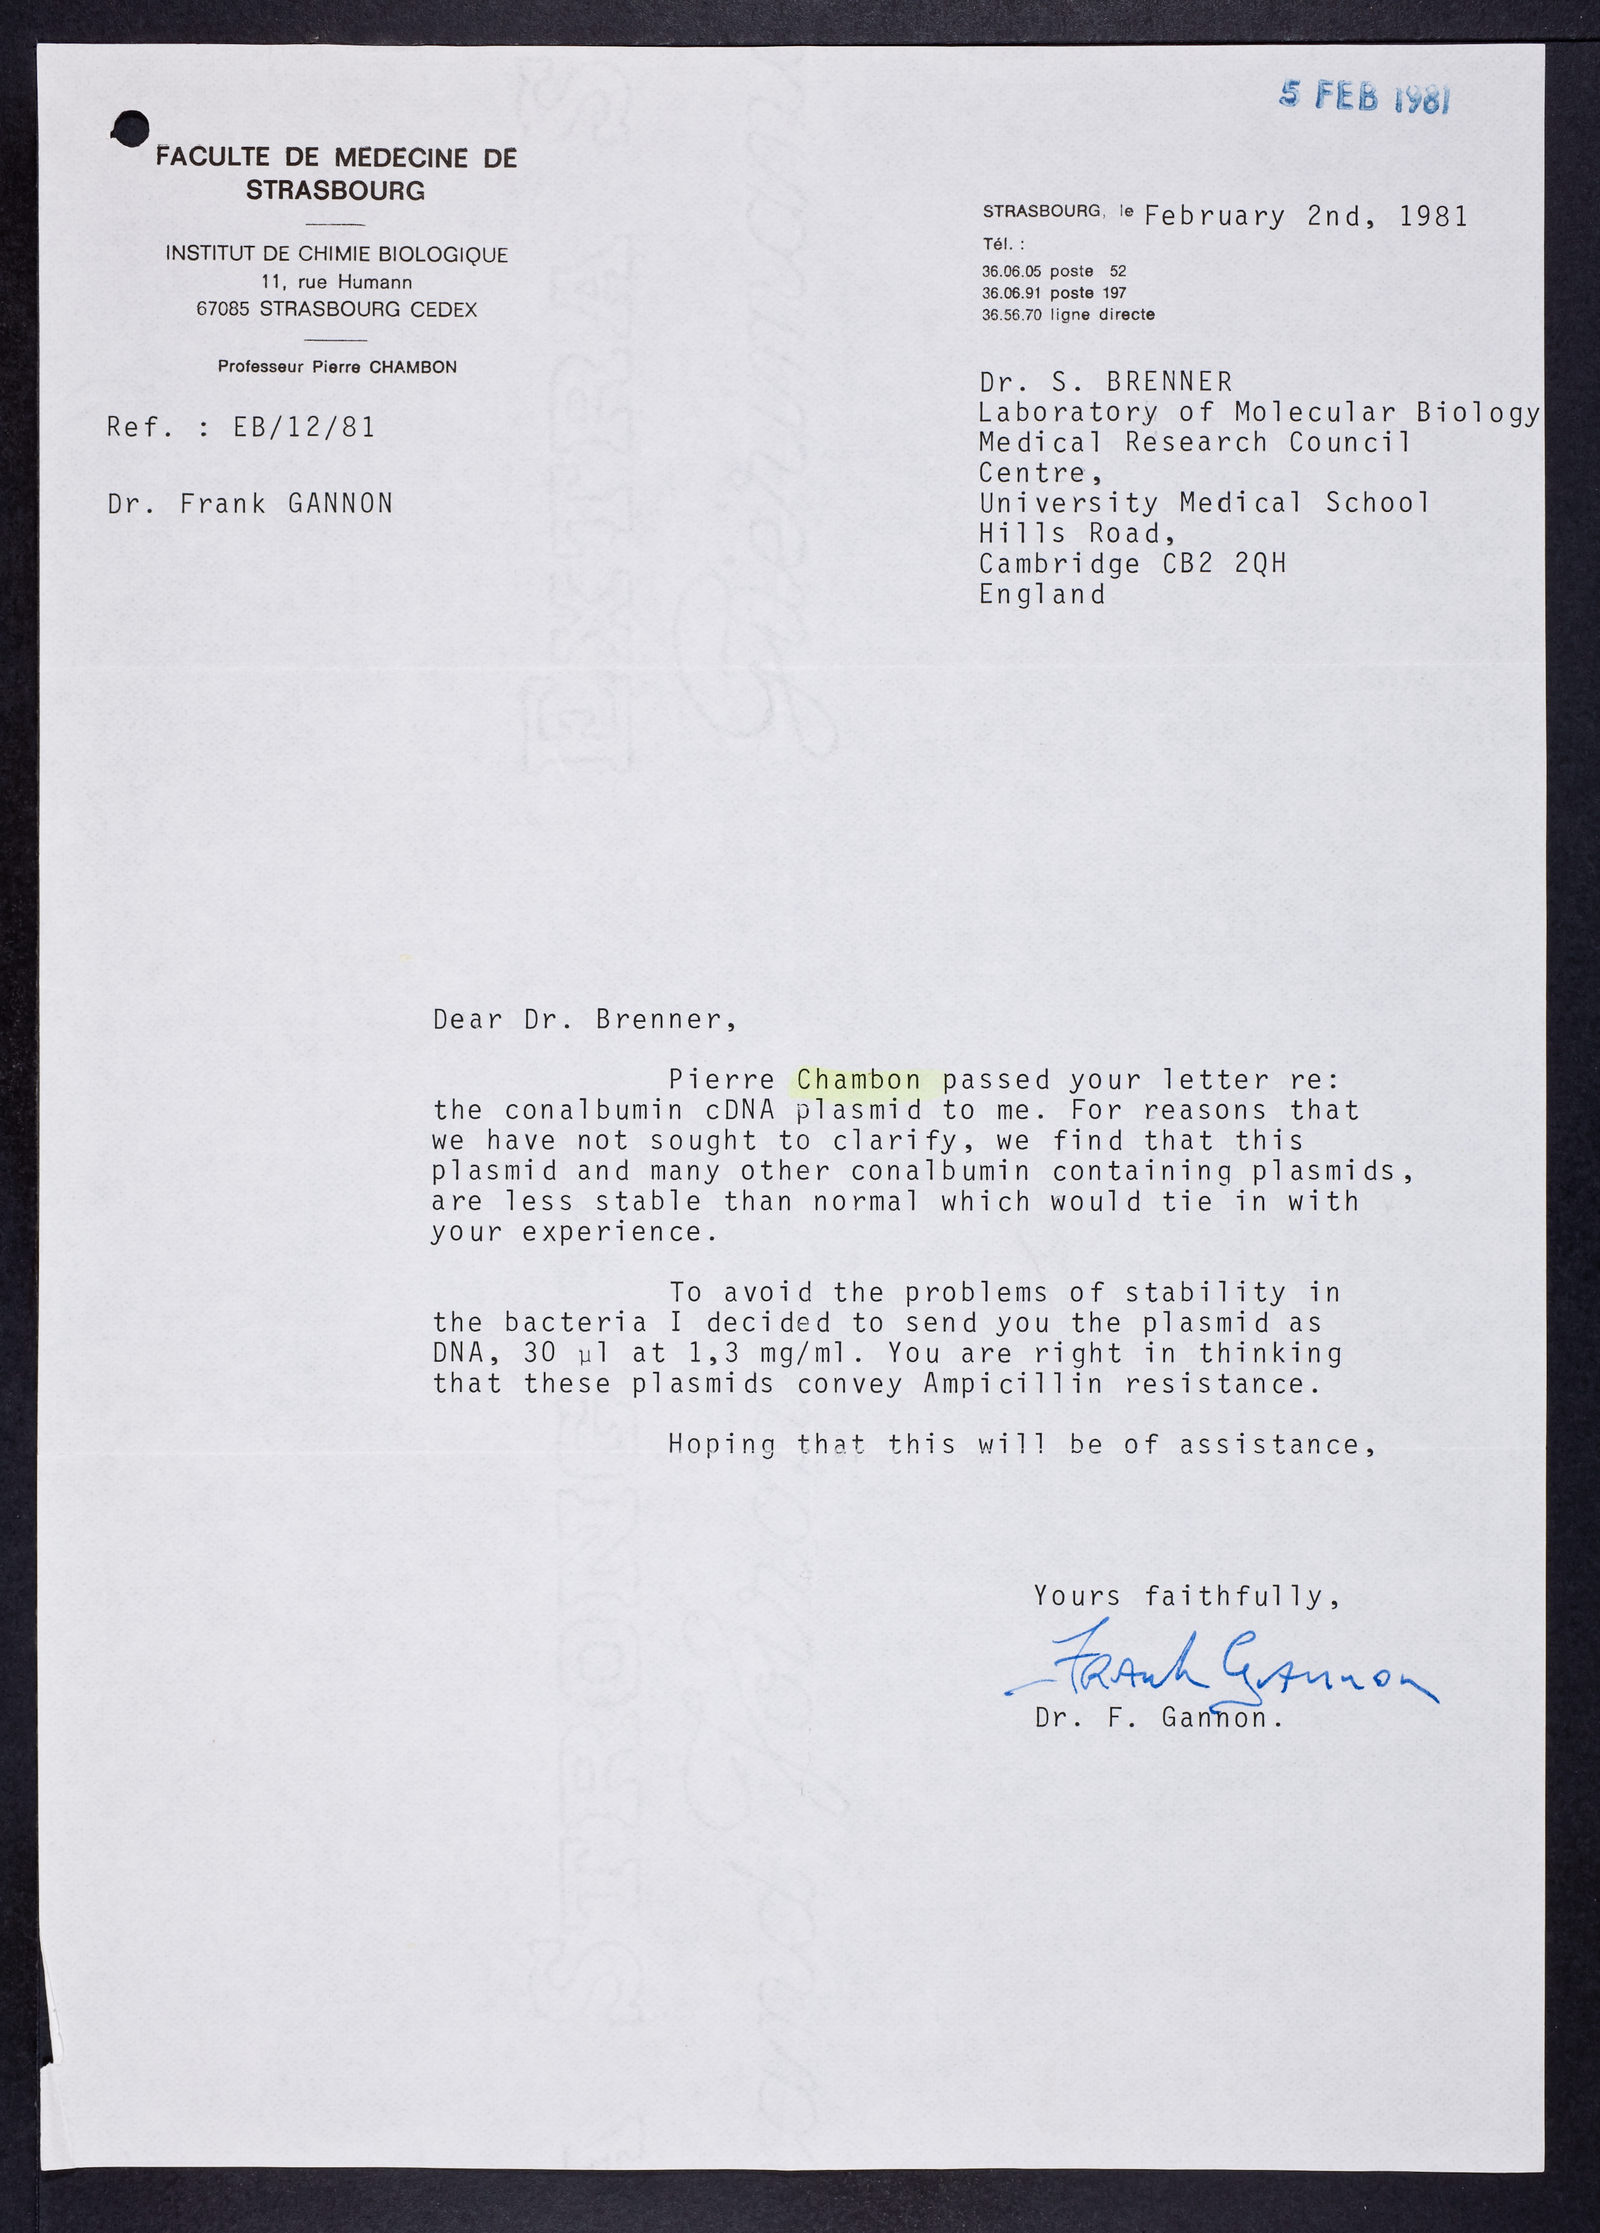 5 FEB 1981
FACULTE DE MEDECINE DE
STRASBOURG
INSTITUT DE CHIMIE BIOLOGIQUE
11, rue Humann
67085 STRASBOURG CEDEX
Professeur Pierre CHAMBON
Ref. : EB/12/81
Dr. Frank GANNON
STRASBOURG, le February 2nd, 1981
Tél. :
36.06.05 poste 52
36.06.91 poste 197
36.56.70 ligne directe
Dr. S. BRENNER
Laboratory of Molecular Biology
Medical Research Council
Centre,
University Medical School
Hills Road,
Cambridge CB2 2QH
England
Dear Dr. Brenner,
Pierre Chambon passed your letter re:
the conalbumin cDNA plasmid to me. For reasons that
we have not sought to clarify, we find that this
plasmid and many other conalbumin containing plasmids,
are less stable than normal which would tie in with
your experience.
To avoid the problems of stability in
the bacteria I decided to send you the plasmid as
DNA, 30 µl at 1,3 mg/ml. You are right in thinking
that these plasmids convey Ampicillin resistance.
Hoping that this will be of assistance,
Yours faithfully,
Frank Gannon
Dr. F. Gannon.